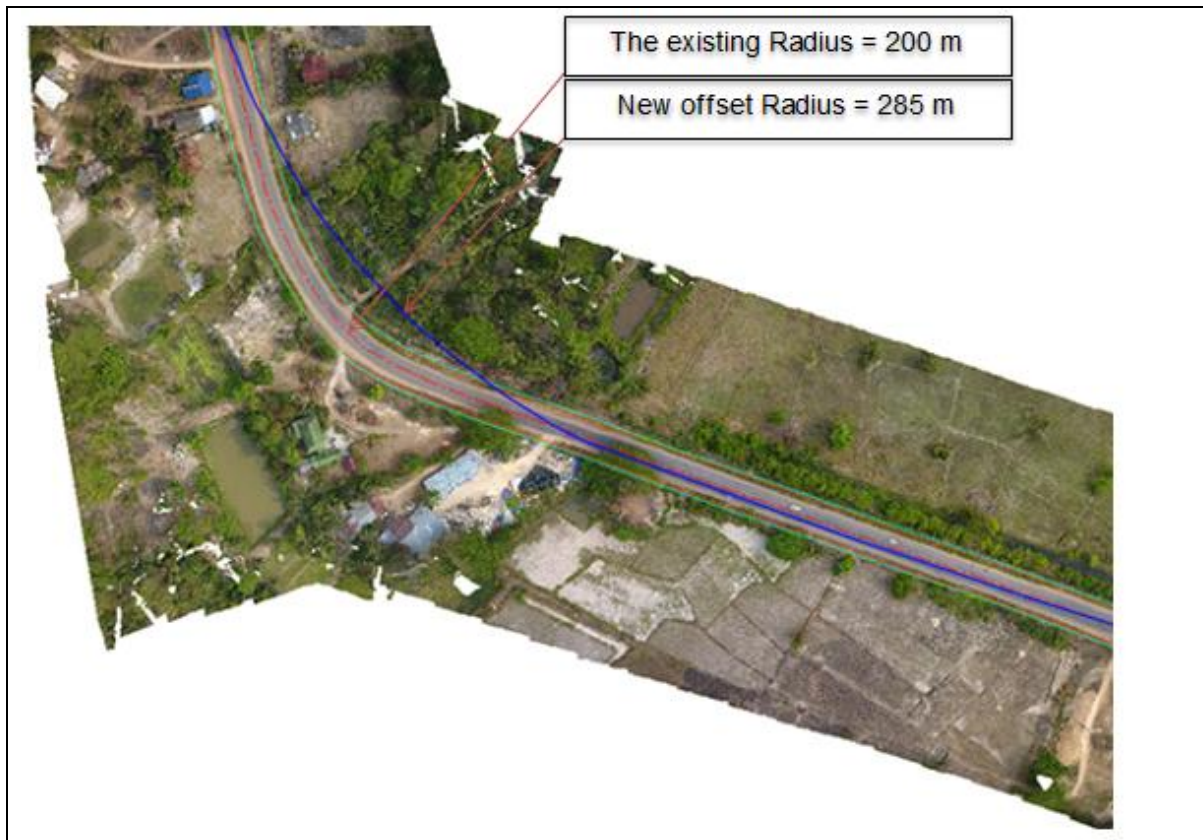 The existing Radius = 200 m
New offset Radius = 285 m